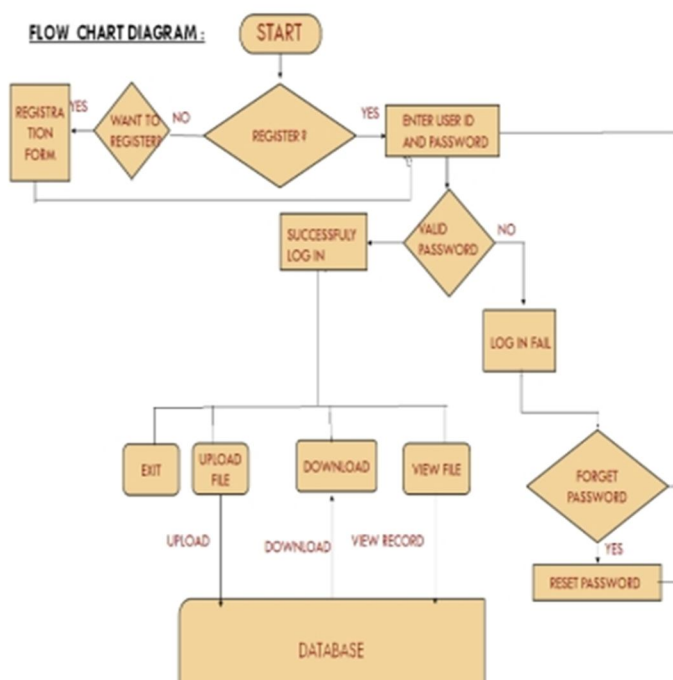 FLOW CHART DIAGRAM :
START
REGISTRA
TION
FORM
YES
WANT TO
REGISTER?
NO
REGISTER ?
YES
ENTER USER ID
AND PASSWORD
SUCCESSFULY
LOG IN
VALID
PASSWORD
NO
LOG IN FAIL
EXIT
UPLOAD
FILE
DOWNLOAD
VIEW FILE
FORGET
PASSWORD
UPLOAD
DOWNLOAD
VIEW RECORD
YES
RESET PASSWORD
DATABASE